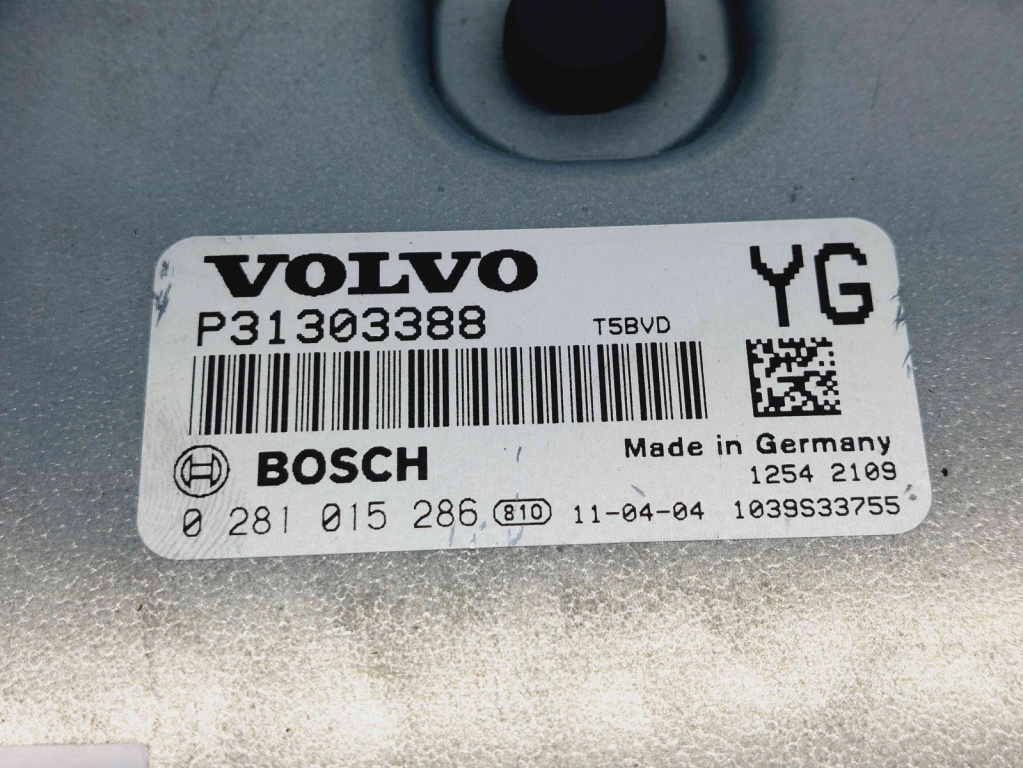 VOLVO
YG
P31303388 T5BVD
BOSCH
Made in Germany
1254 2109
0 281 015 286 810 11-04-04 1039S33755